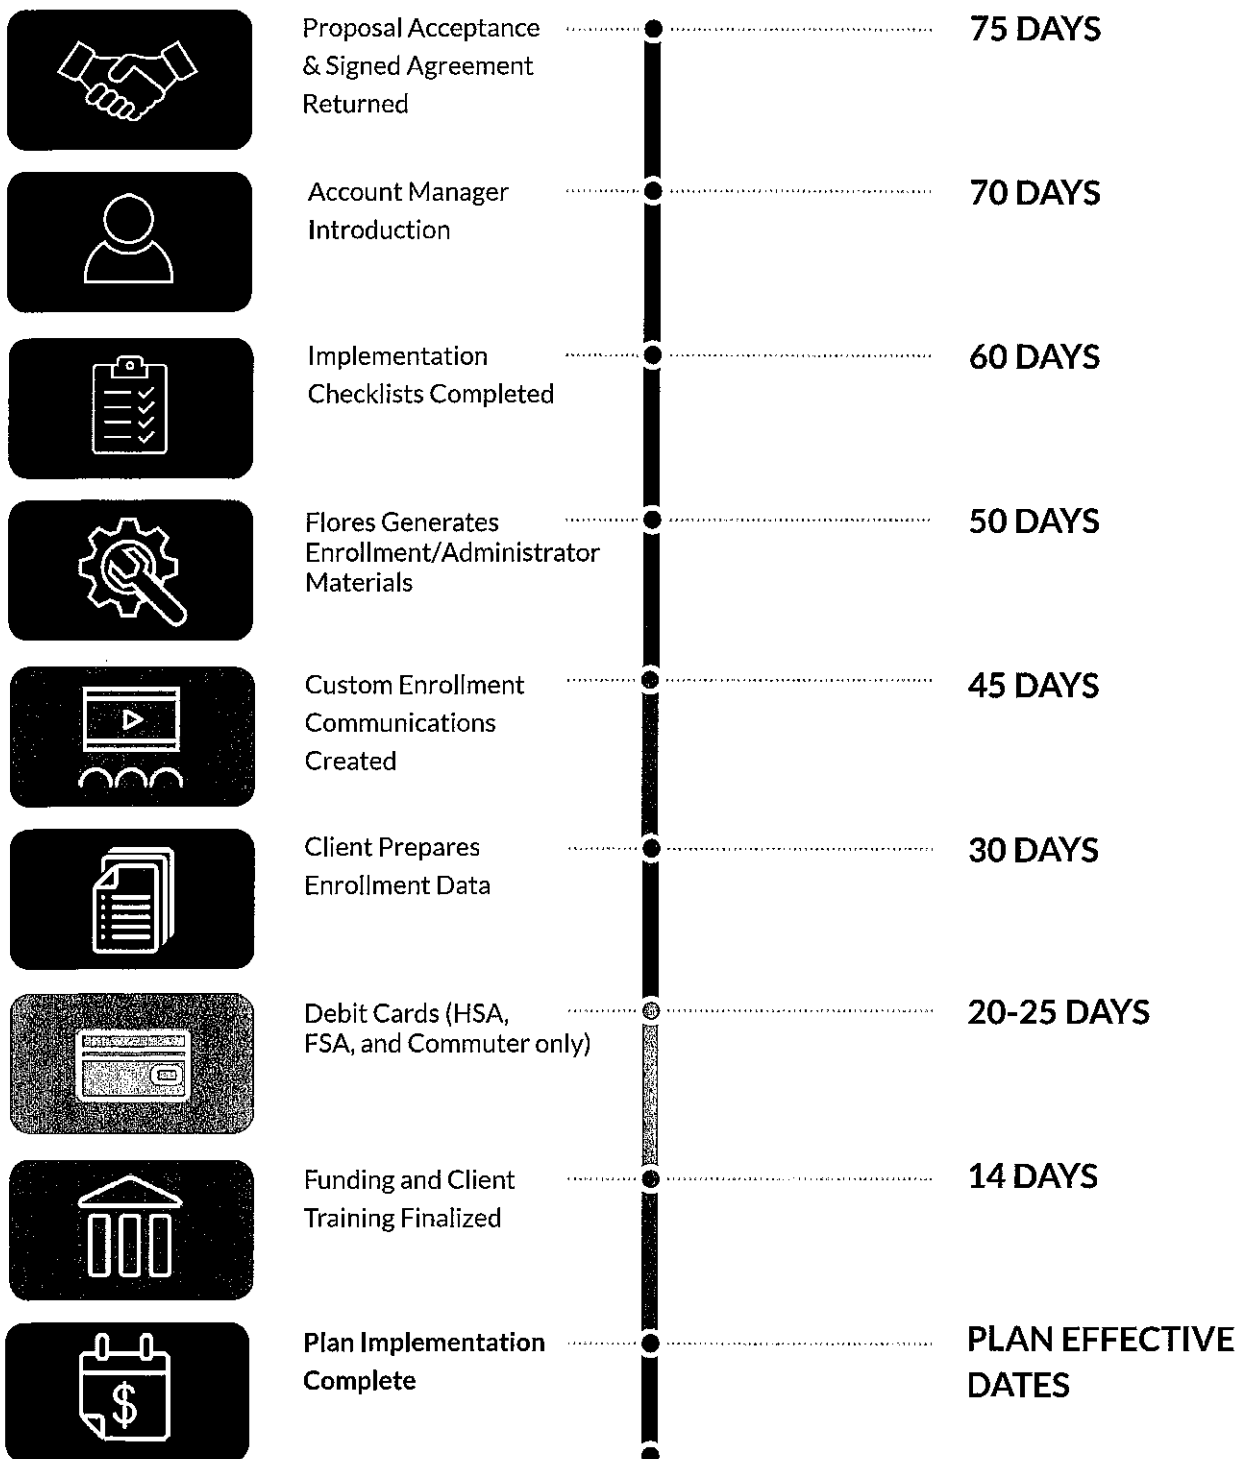 Proposal Acceptance
& Signed Agreement
Returned
75 DAYS
Account Manager
Introduction
70 DAYS
Implementation
Checklists Completed
60 DAYS
Flores Generates
Enrollment/Administrator
Materials
50 DAYS
Custom Enrollment
Communications
Created
45 DAYS
Client Prepares
Enrollment Data
30 DAYS
Debit Cards (HSA,
FSA, and Commuter only)
20-25 DAYS
Funding and Client
Training Finalized
14 DAYS
Plan Implementation
Complete
PLAN EFFECTIVE
DATES
$